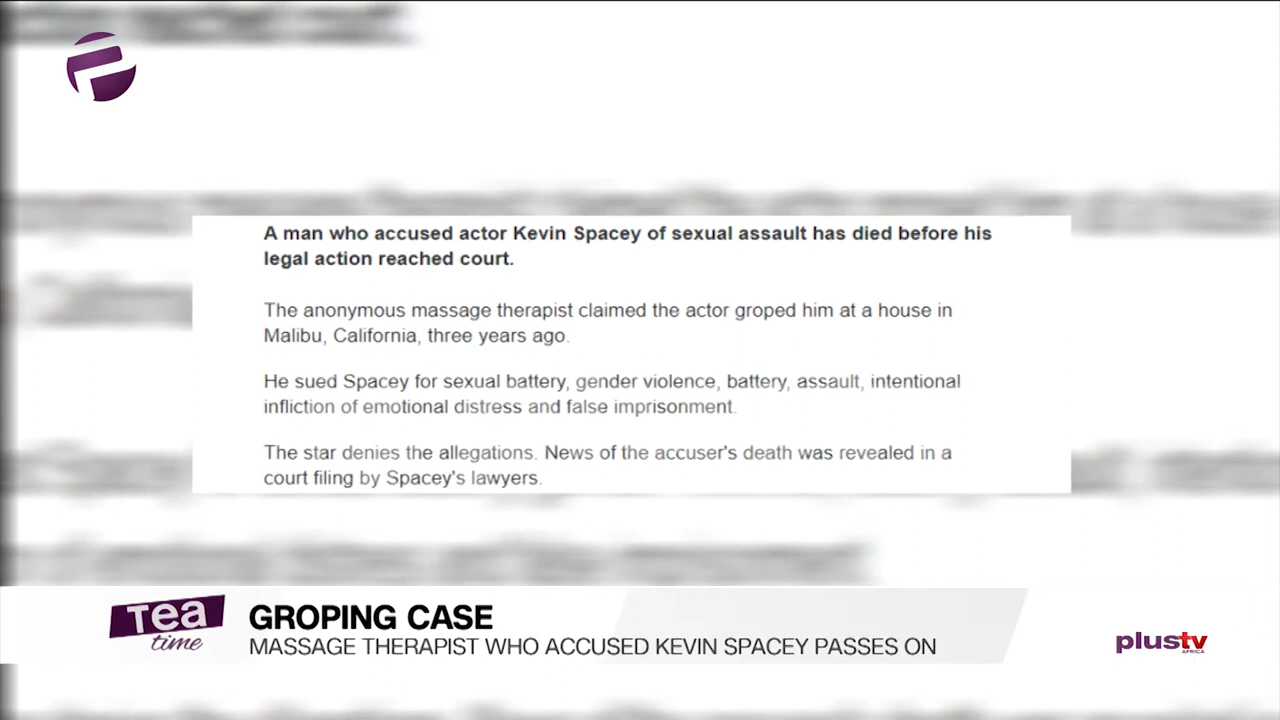 A man who accused actor Kevin Spacey of sexual assault has died before his
legal action reached court.
The anonymous massage therapist claimed the actor groped him at a house in
Malibu, California, three years ago.
He sued Spacey for sexual battery, gender violence, battery, assault, intentional
infliction of emotional distress and false imprisonment.
The star denies the allegations. News of the accuser's death was revealed in a
court filing by Spacey's lawyers.
Tea
time
GROPING CASE
MASSAGE THERAPIST WHO ACCUSED KEVIN SPACEY PASSES ON
plustv
AFRICA